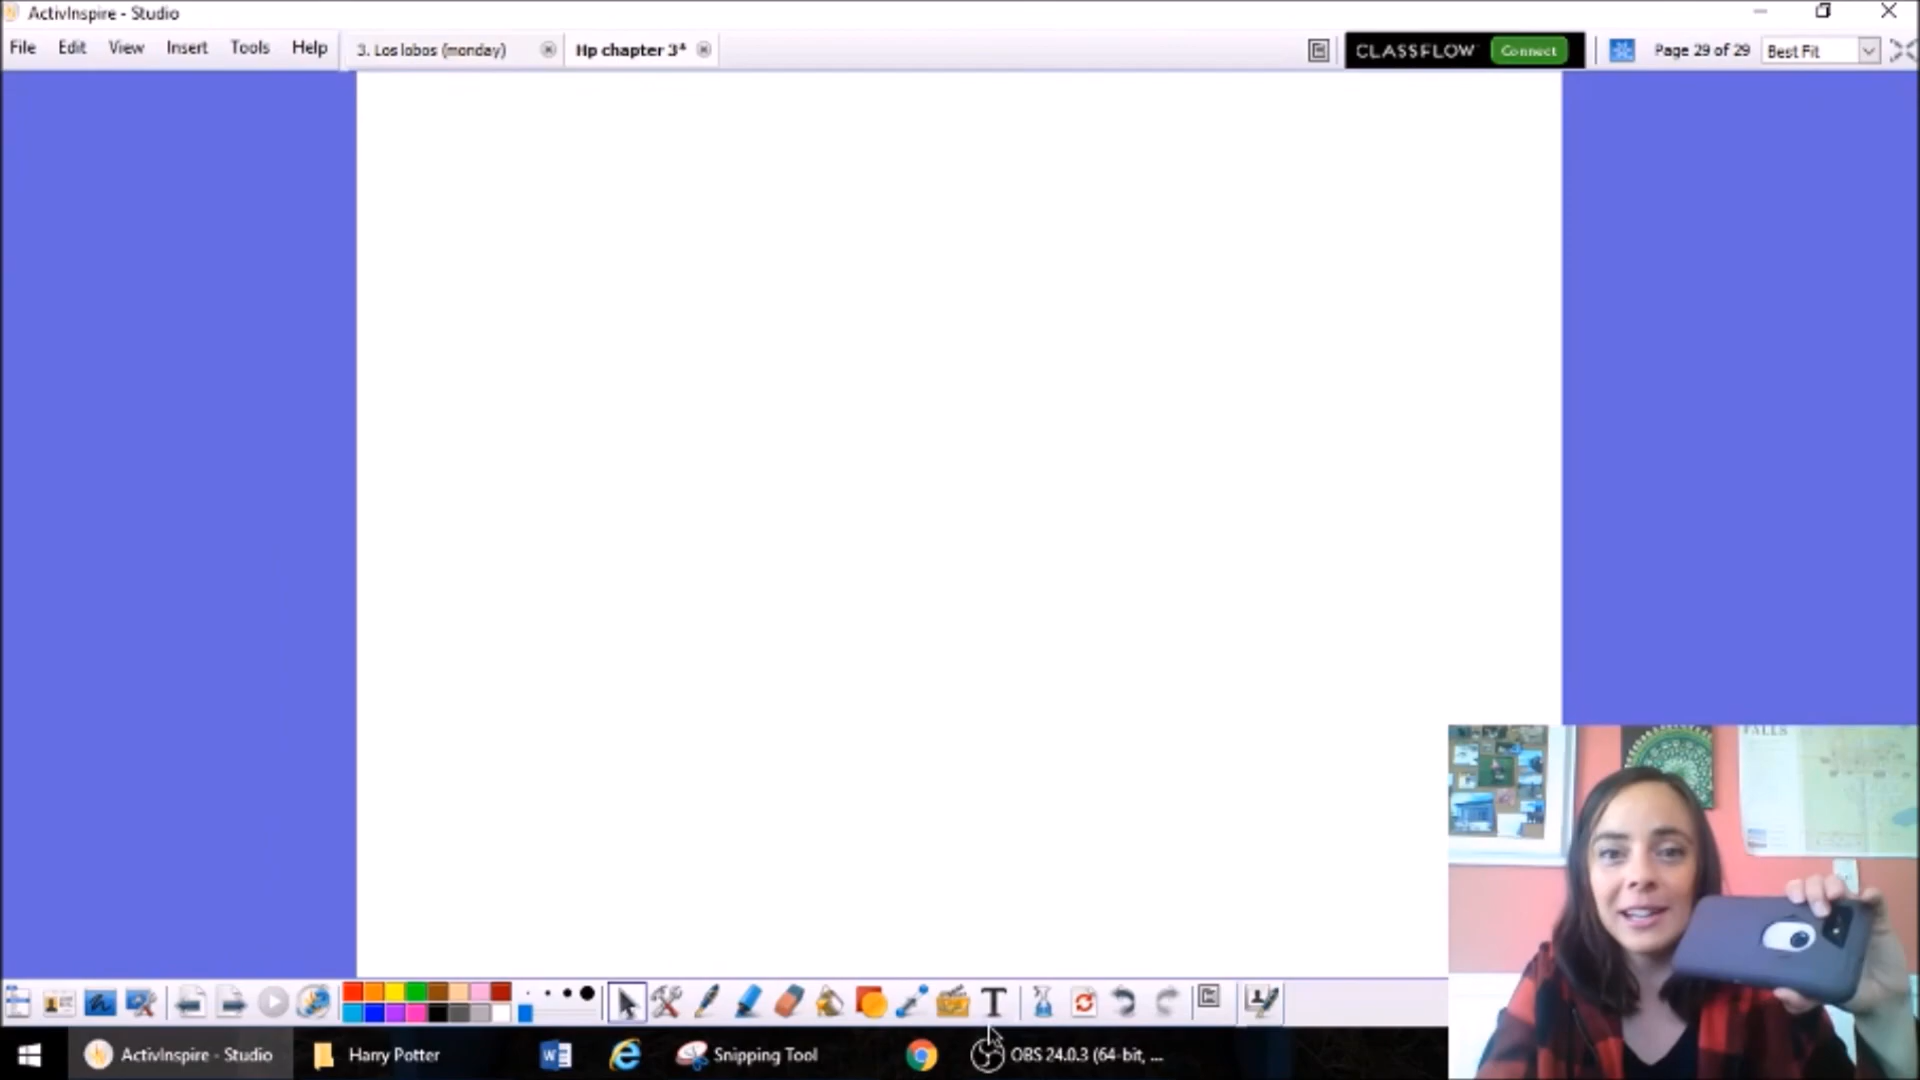 ActivInspire - Studio
File Edit View Insert Tools Help
3. Los lobos (monday)
Hp chapter 3*
CLASSFLOW Connect
Page 29 of 29
Best Fit
FALLS
T
ActivInspire - Studio
Harry Potter
Snipping Tool
OBS 24.0.3 (64-bit, ...